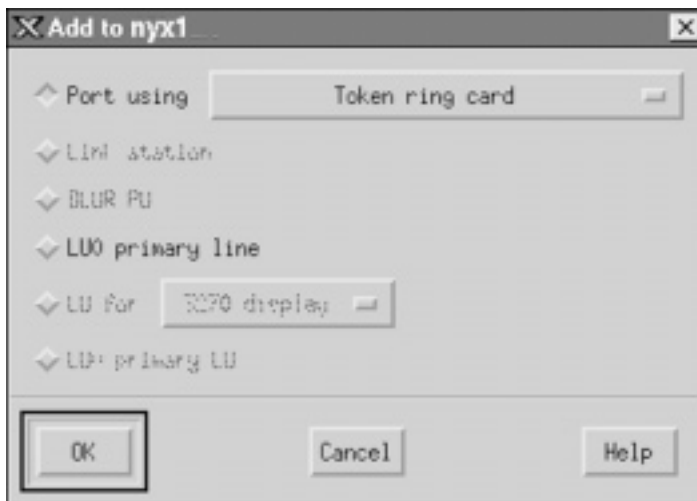 Add to nyx1
Port using Token ring card
Link station
DLUR PU
LU0 primary line
LU for 3270 display
LU0 primary LU
OK Cancel Help